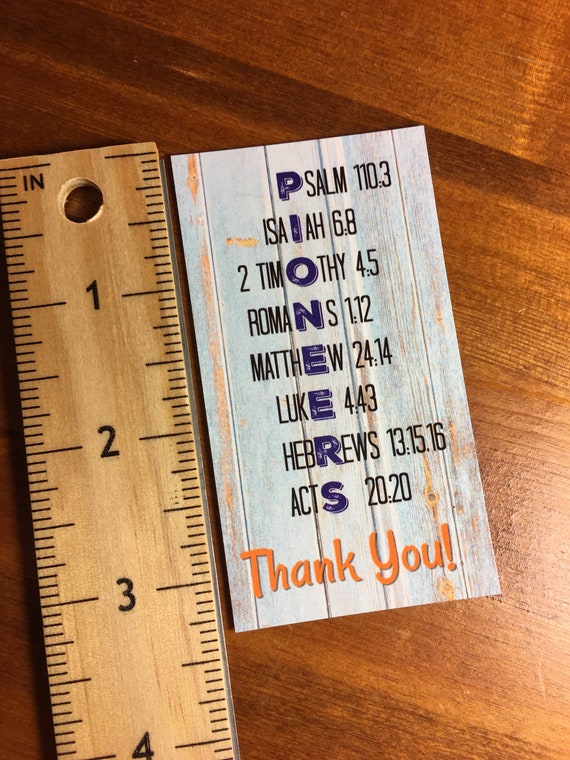 IN
1
2
3
4
PSALM 110:3
ISAIAH 6:8
2 TIMOTHY 4:5
ROMANS 1:12
MATTHEW 24:14
LUKE 4:43
HEBREWS 13:15,16
ACTS 20:20
Thank You!